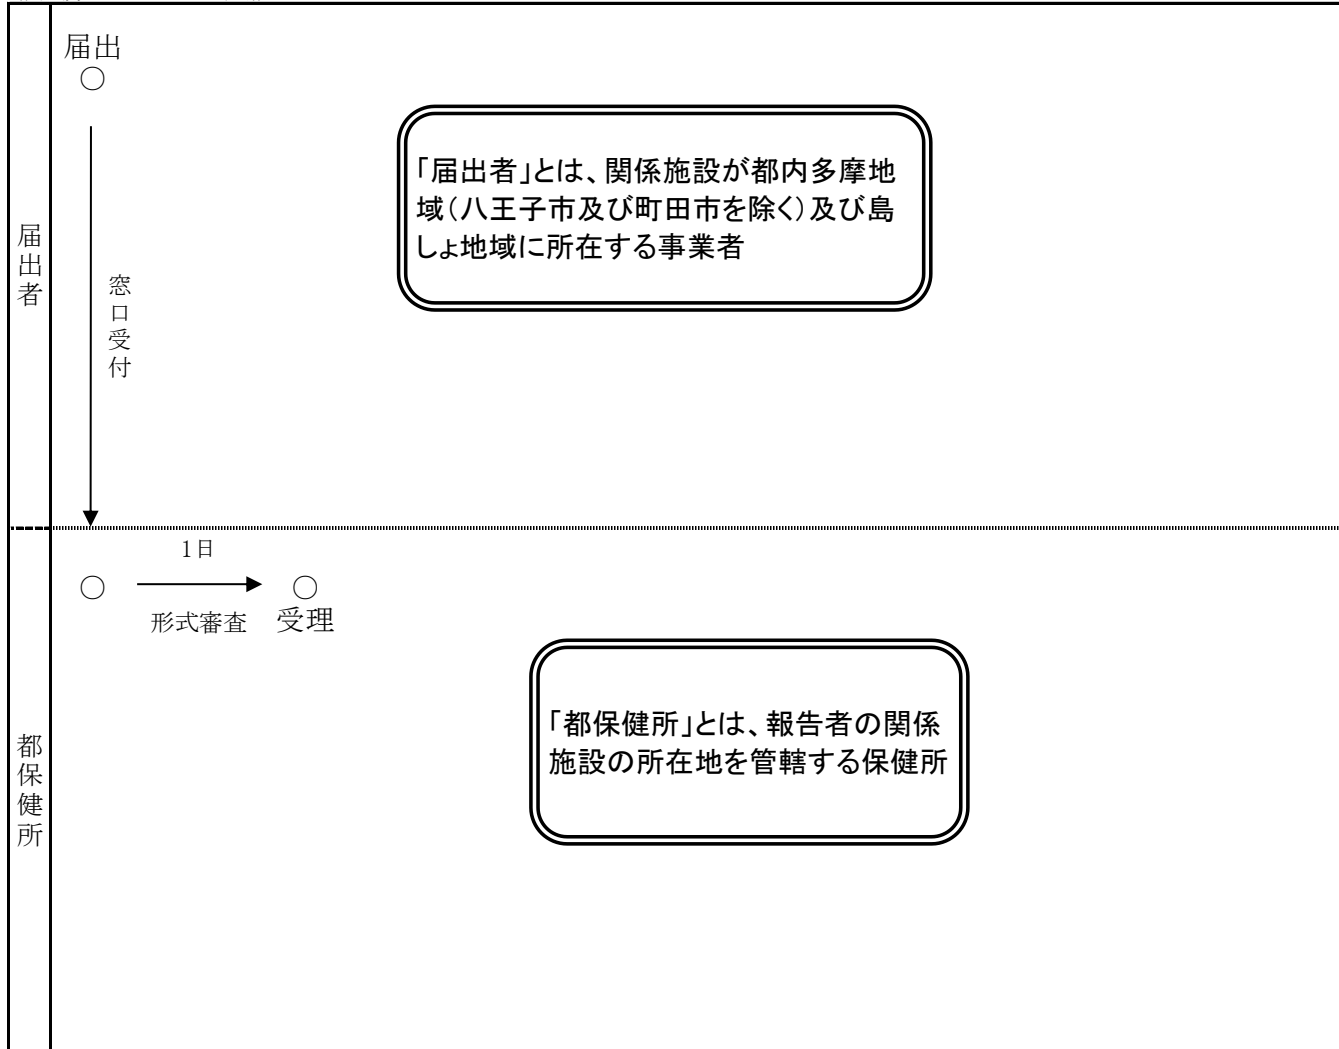 届出
○
「届出者」とは、関係施設が都内多摩地
域（八王子市及び町田市を除く）及び島
しょ地域に所在する事業者
届出者
窓口受付
1日
○ ○
形式審査 受理
「都保健所」とは、報告者の関係
施設の所在地を管轄する保健所
都保健所